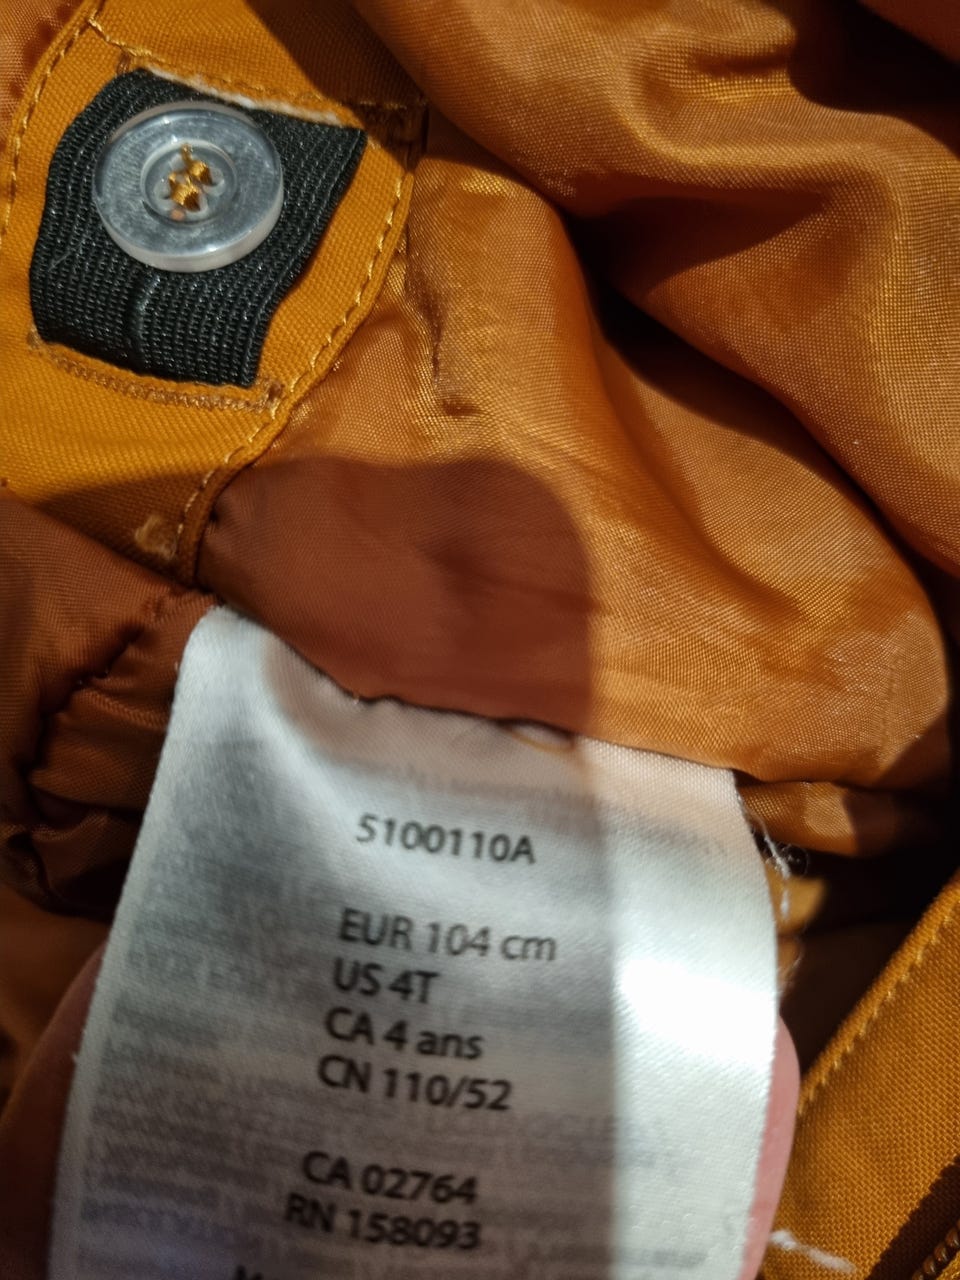 5100110A
EUR 104 cm
US 4T
CA 4 ans
CN 110/52
CA 02764
RN 158093